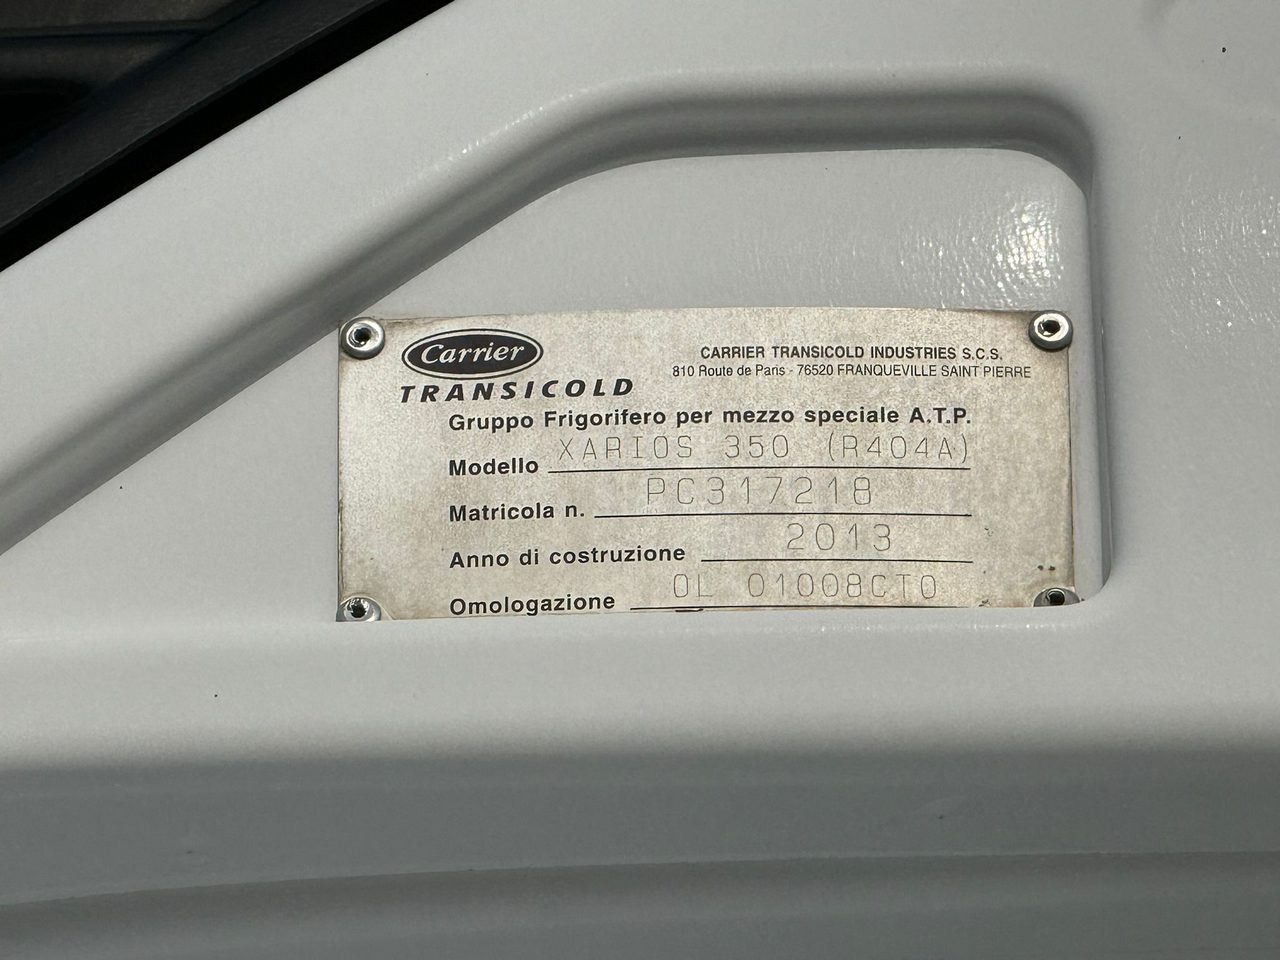 Carrier
TRANSICOLD
CARRIER TRANSICOLD INDUSTRIES S.C.S.
810 Route de Paris - 76520 FRANQUEVILLE SAINT PIERRE
Gruppo Frigorifero per mezzo speciale A.T.P.
Modello XARIOS 350 (R404A)
Matricola n. PC317218
Anno di costruzione 2013
Omologazione OL 01008CTO